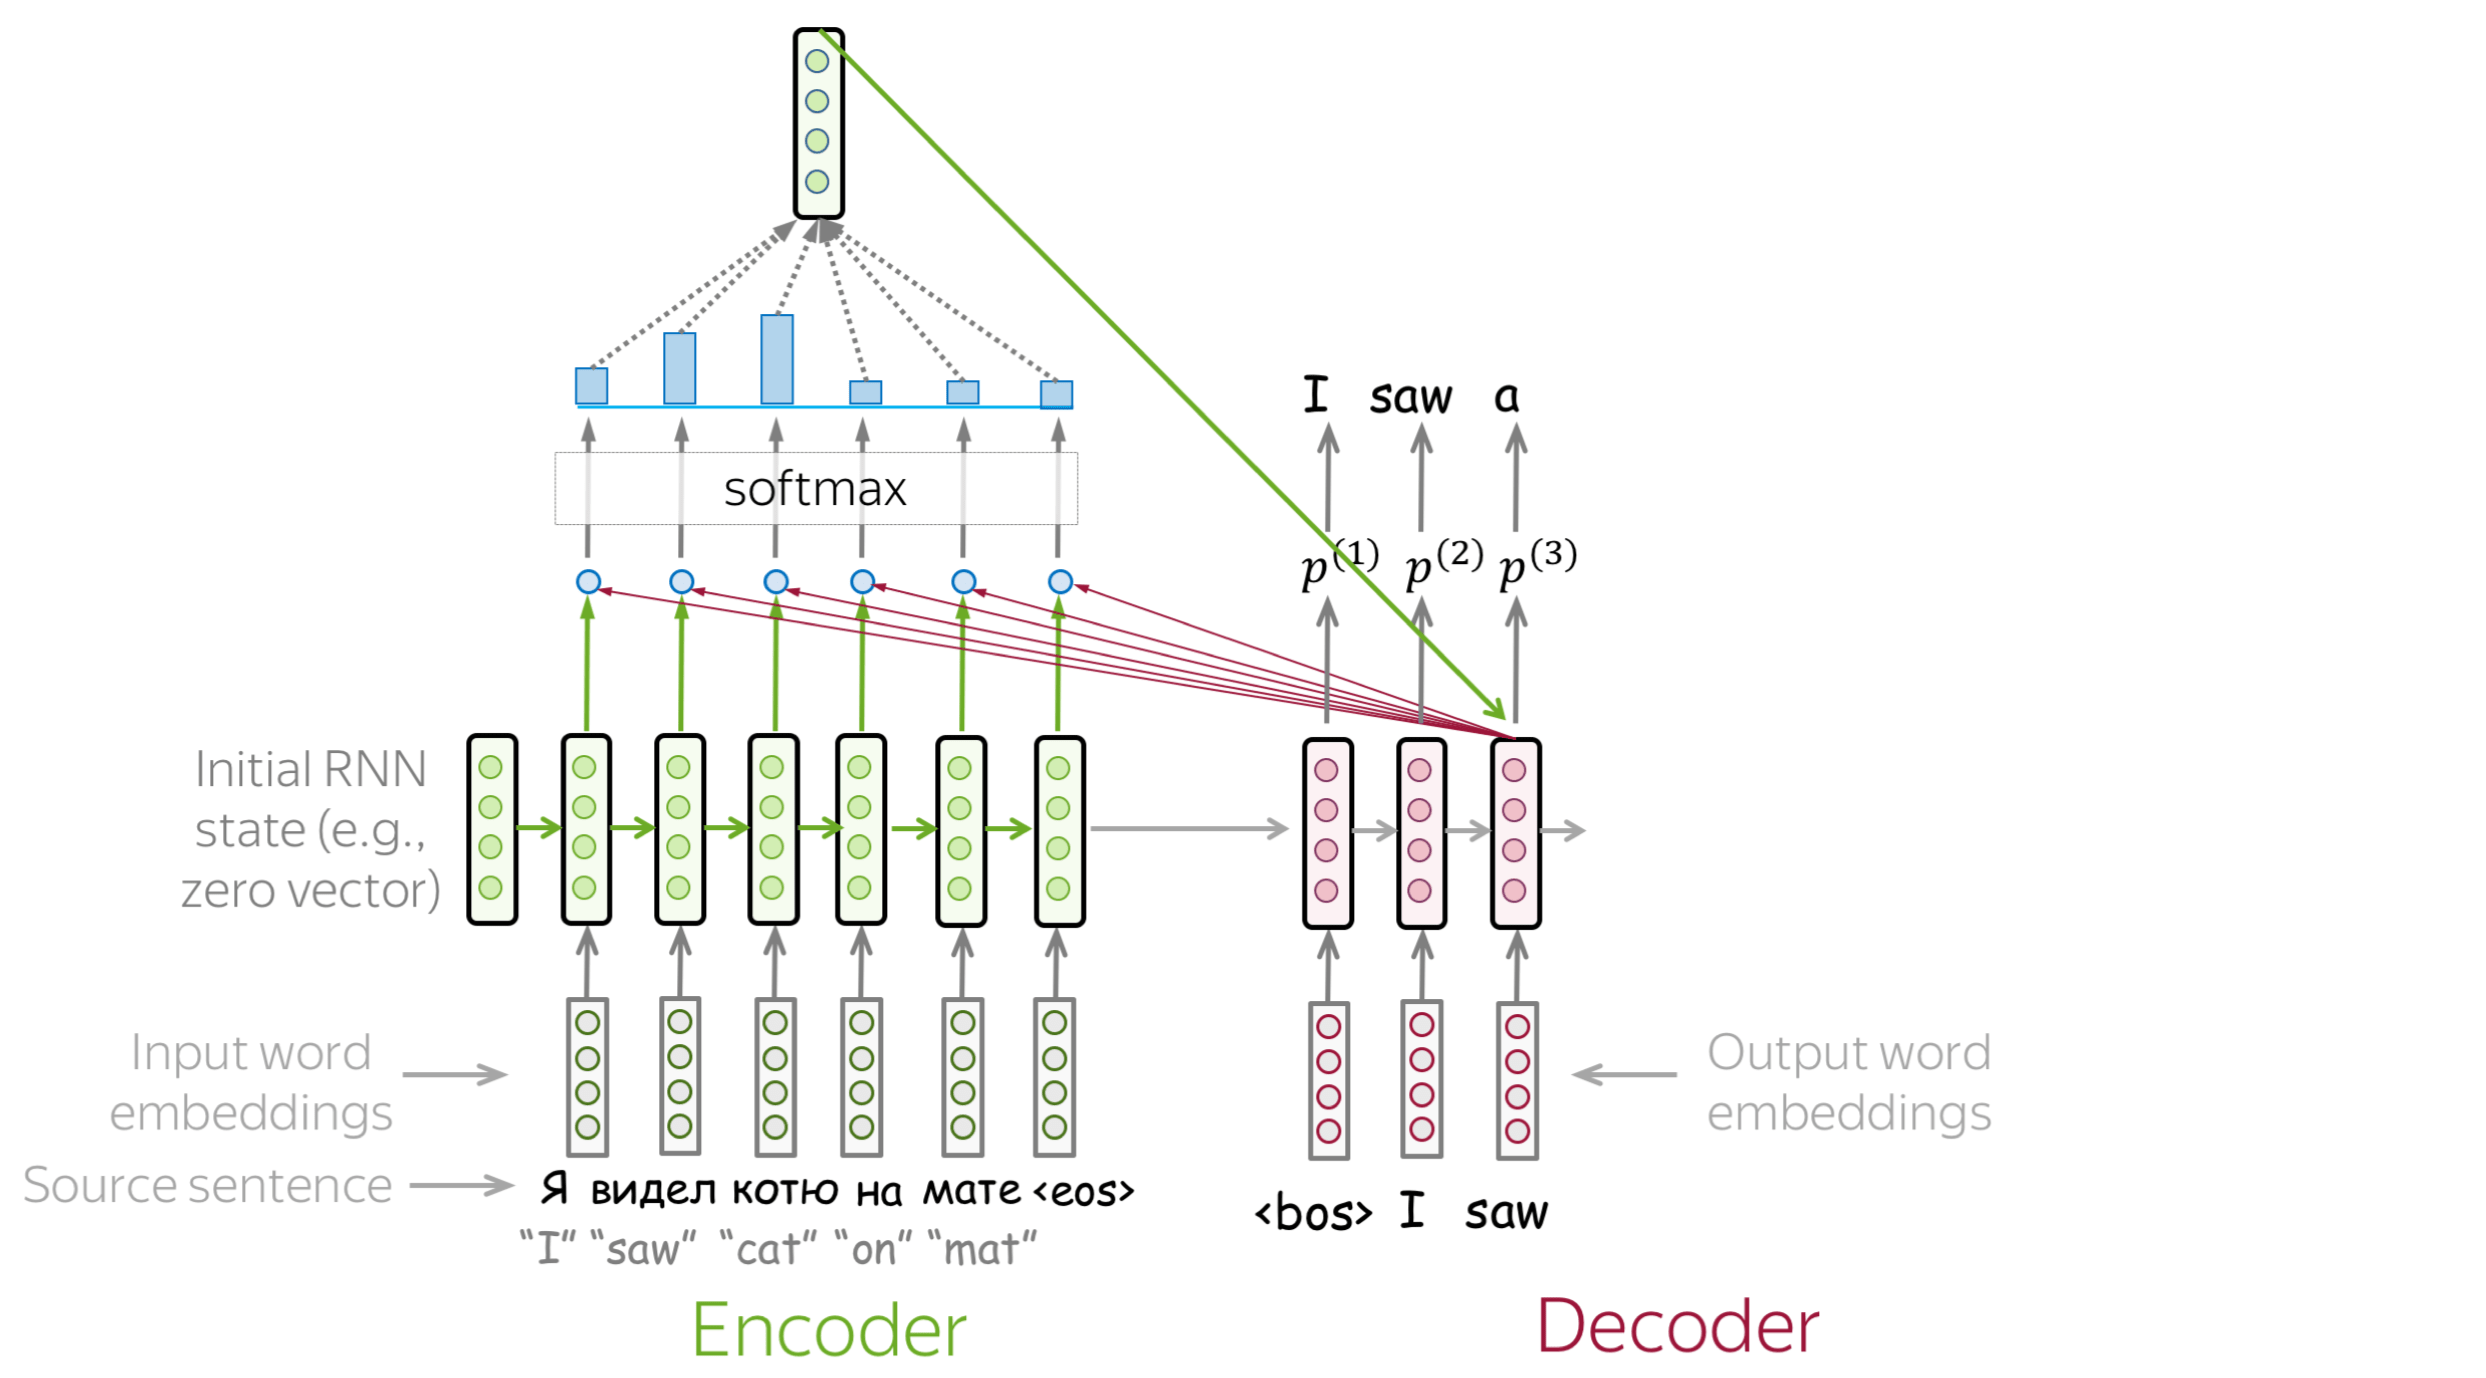 I saw a
softmax
p(1) p(2) p(3)
Initial RNN
state (e.g.,
zero vector)
Input word
embeddings
Output word
embeddings
Source sentence
Я видел котю на мате <eos>
"I" "saw" "cat" "on" "mat"
<bos> I saw
Encoder
Decoder